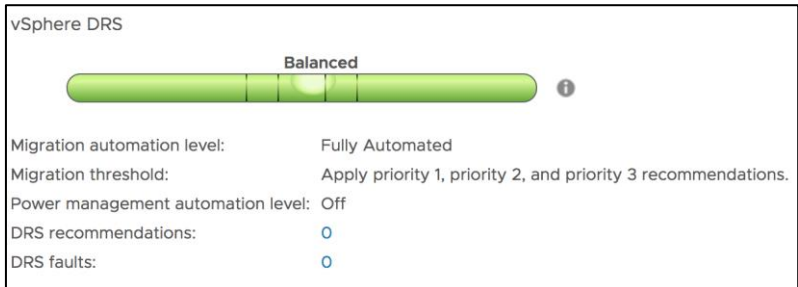 vSphere DRS
Balanced
Migration automation level: Fully Automated
Migration threshold: Apply priority 1, priority 2, and priority 3 recommendations.
Power management automation level: Off
DRS recommendations: 0
DRS faults: 0